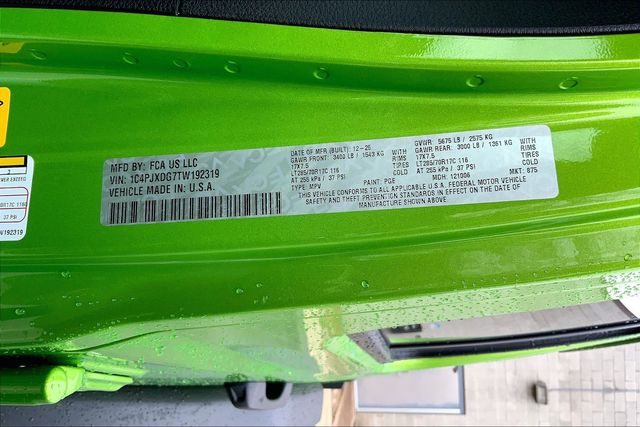 MFD BY: FCA US LLC
VIN: 1C4PJXDG7TW192319
VEHICLE MADE IN U.S.A.
DATE OF MFR (BUILT): 12-25
GAWR FRONT: 3400 LB / 1543 KG WITH
17X7.5 RIMS
LT285/70R17C 116 TIRES
AT 255 kPa / 37 PSI COLD
TYPE: MPV
PAINT: PGE
GVWR: 5675 LB / 2575 KG
GAWR REAR: 3000 LB / 1361 KG WITH
17X7.5 RIMS
LT285/70R17C 116 TIRES
AT 255 kPa / 37 PSI COLD
MDH: 121006
MKT: 875
THIS VEHICLE CONFORMS TO ALL APPLICABLE U.S.A. FEDERAL MOTOR VEHICLE
SAFETY AND THEFT PREVENTION STANDARDS IN EFFECT ON THE DATE OF
MANUFACTURE SHOWN ABOVE.
37 PSI
W192319